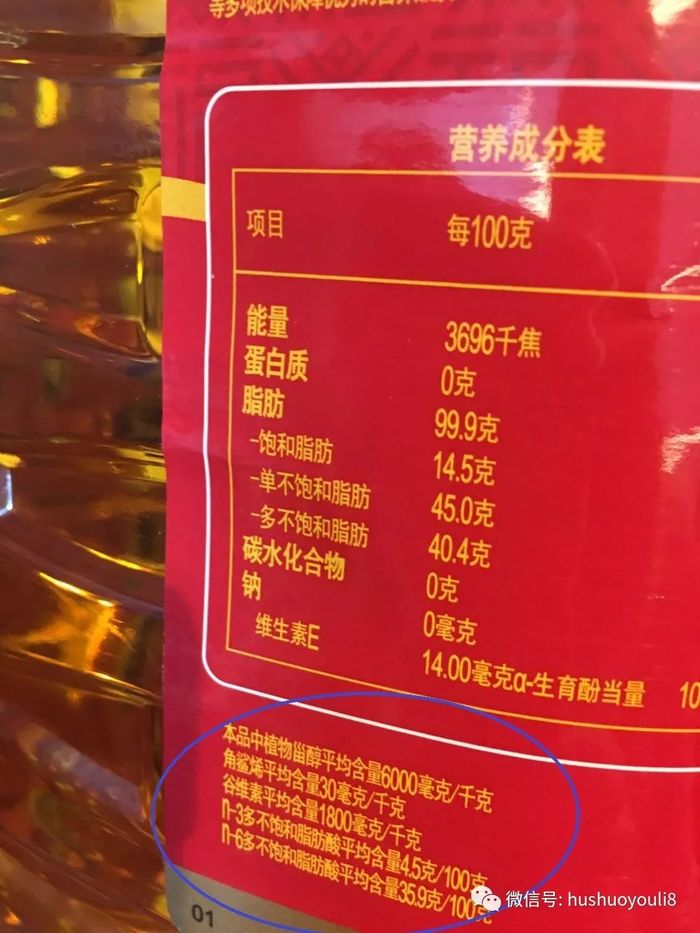 营养成分表
项目 每100克
能量 3696千焦
蛋白质 0克
脂肪 99.9克
-饱和脂肪 14.5克
-单不饱和脂肪 45.0克
-多不饱和脂肪 40.4克
碳水化合物 0克
钠 0毫克
维生素E 14.00毫克α-生育酚当量 10
本品中植物甾醇平均含量6000毫克/千克
角鲨烯平均含量30毫克/千克
谷维素平均含量1800毫克/千克
n-3多不饱和脂肪酸平均含量4.5克/100克
n-6多不饱和脂肪酸平均含量35.9克/100克
01
微信号: hushuoyouli8